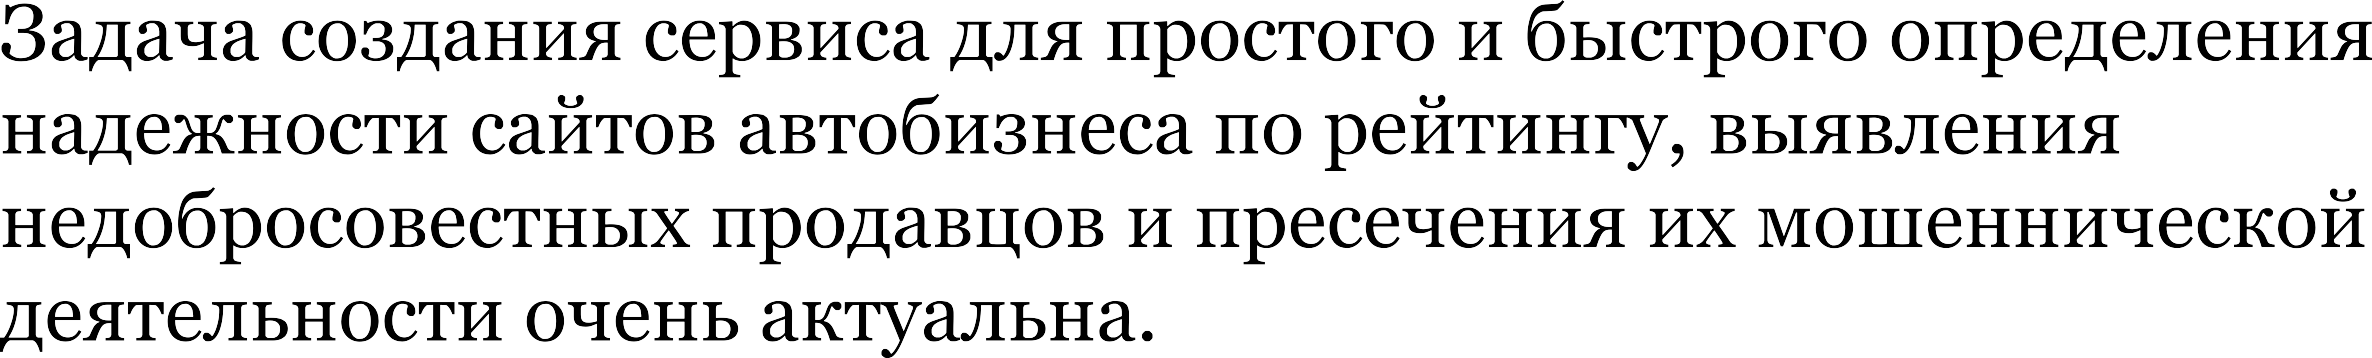 Задача создания сервиса для простого и быстрого определения
надежности сайтов автобизнеса по рейтингу, выявления
недобросовестных продавцов и пресечения их мошеннической
деятельности очень актуальна.